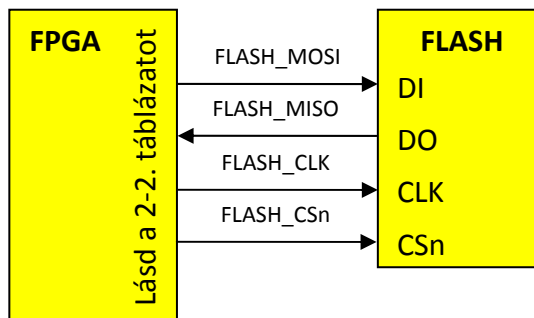 FPGA
Lásd a 2-2. táblázatot
FLASH_MOSI
FLASH_MISO
FLASH_CLK
FLASH_CSn
FLASH
DI
DO
CLK
CSn